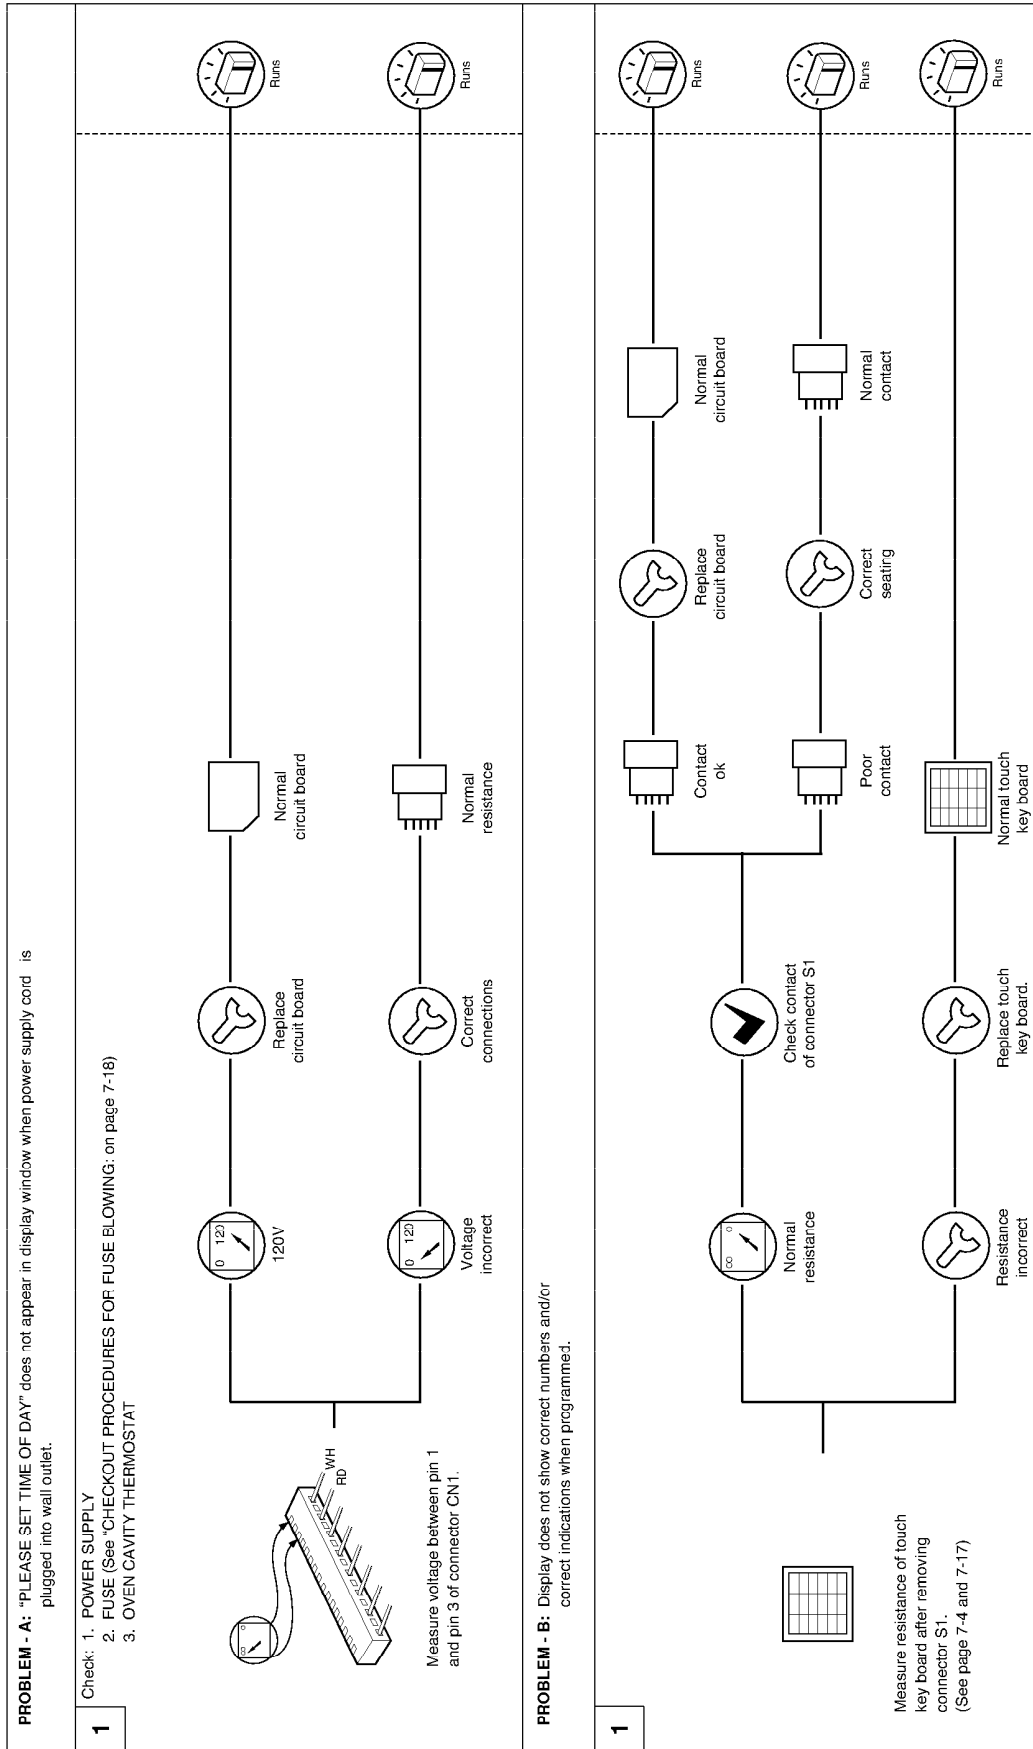 PROBLEM - A: "PLEASE SET TIME OF DAY" does not appear in display window when power supply cord is
plugged into wall outlet.
1
Check: 1. POWER SUPPLY
2. FUSE (See "CHECKOUT PROCEDURES FOR FUSE BLOWING: on page 7-18)
3. OVEN CAVITY THERMOSTAT
∞ 0
WH
RD
Measure voltage between pin 1
and pin 3 of connector CN1.
0 120
120V
Replace
circuit board
Normal
circuit board
Runs
0 120
Voltage
incorrect
Correct
connections
Normal
resistance
Runs
PROBLEM - B: Display does not show correct numbers and/or
correct indications when programmed.
1
Measure resistance of touch
key board after removing
connector S1.
(See page 7-4 and 7-17)
∞ 0
Normal
resistance
Check contact
of connector S1
Contact
ok
Replace
circuit board
Normal
circuit board
Runs
Poor
contact
Correct
seating
Normal
contact
Runs
Resistance
incorrect
Replace touch
key board.
Normal touch
key board
Runs